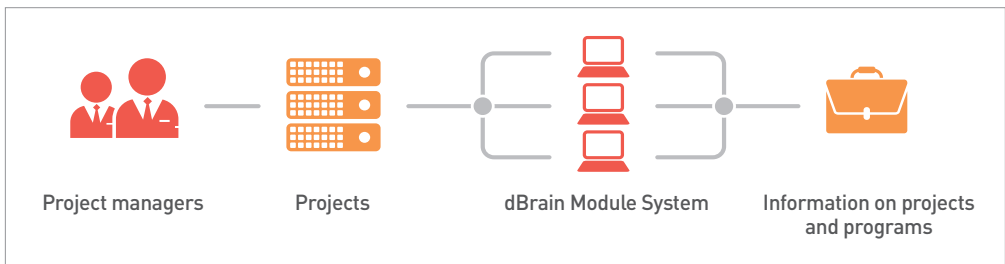 Project managers
Projects
dBrain Module System
Information on projects
and programs